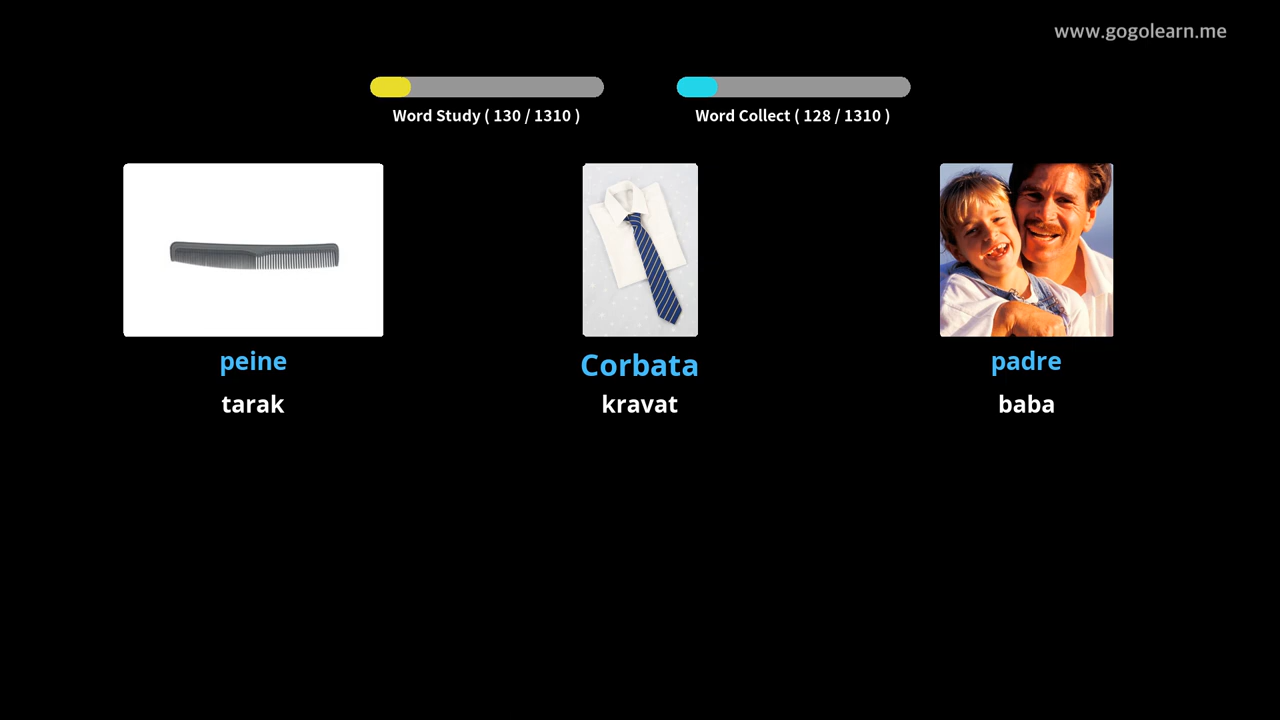 www.gogolearn.me
Word Study ( 130 / 1310 )
Word Collect ( 128 / 1310 )
peine
tarak
Corbata
kravat
padre
baba